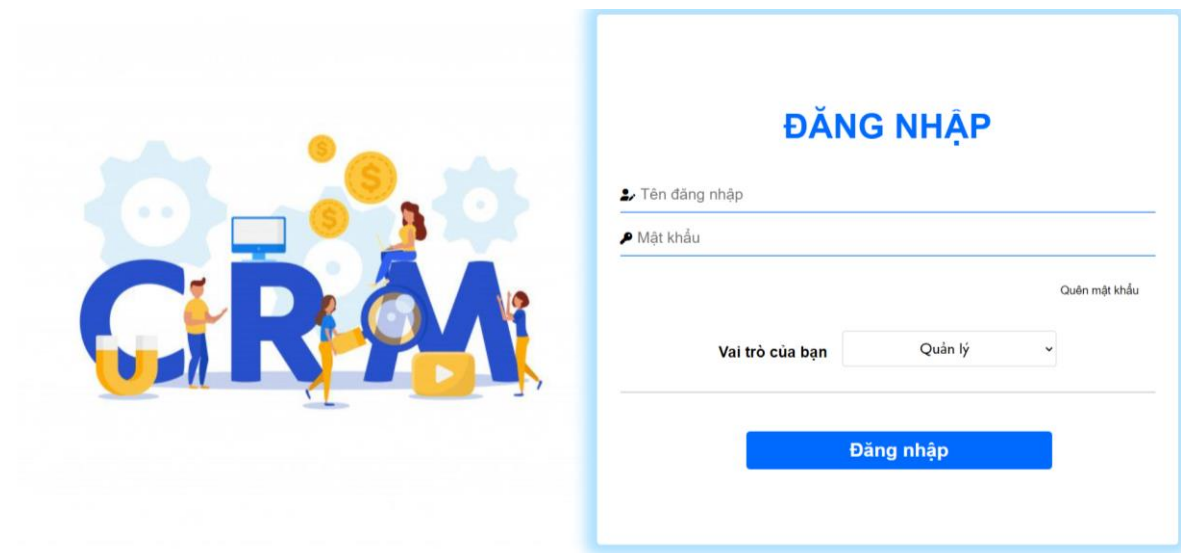 CRM
ĐĂNG NHẬP
Tên đăng nhập
Mật khẩu
Quên mật khẩu
Vai trò của bạn Quản lý
Đăng nhập